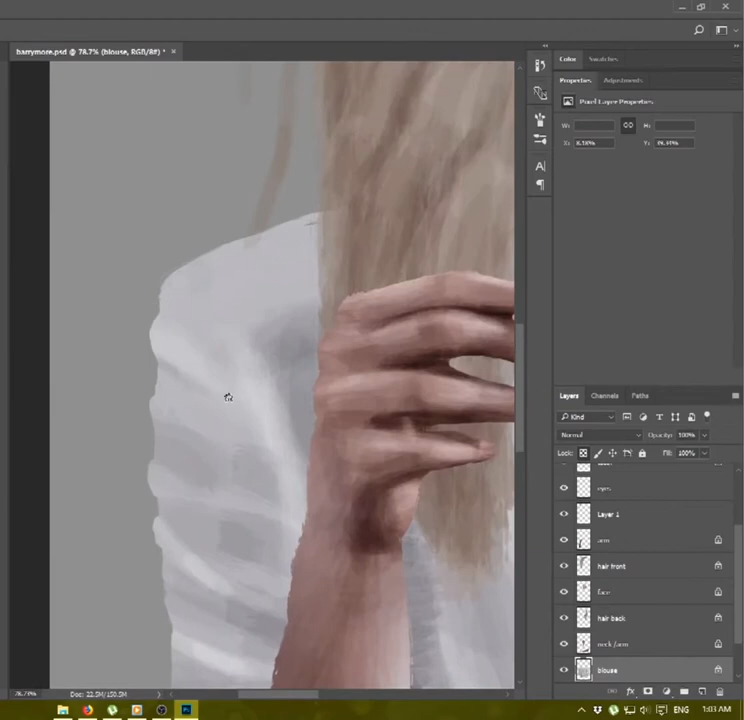 barrymore.psd @ 78.7% (blouse, RGB/8#) * ×
Color Swatches
Properties Adjustments
Pixel Layer Properties
W: H:
X: Y:
Layers Channels Paths
Kind
Normal Opacity: 100%
Lock: Fill: 100%
eyes
Layer 1
arm
hair front
face
hair back
neck/arm
blouse
Doc: 22.5M/150.5M
fx
ENG 1:03 AM